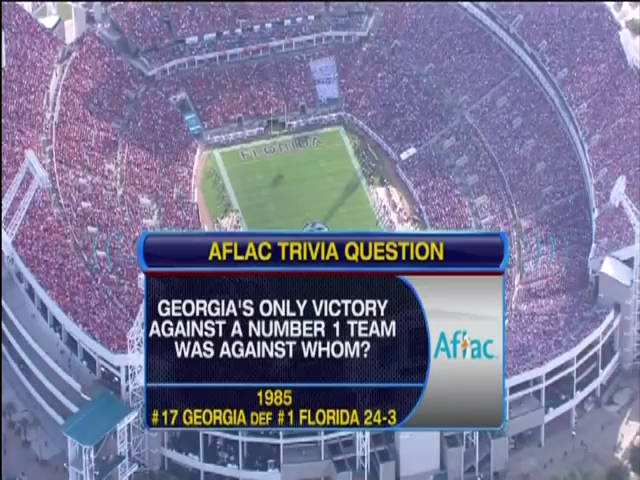 FLORIDA
AFLAC TRIVIA QUESTION
GEORGIA'S ONLY VICTORY
AGAINST A NUMBER 1 TEAM
WAS AGAINST WHOM?
Aflac
1985
#17 GEORGIA DEF #1 FLORIDA 24-3